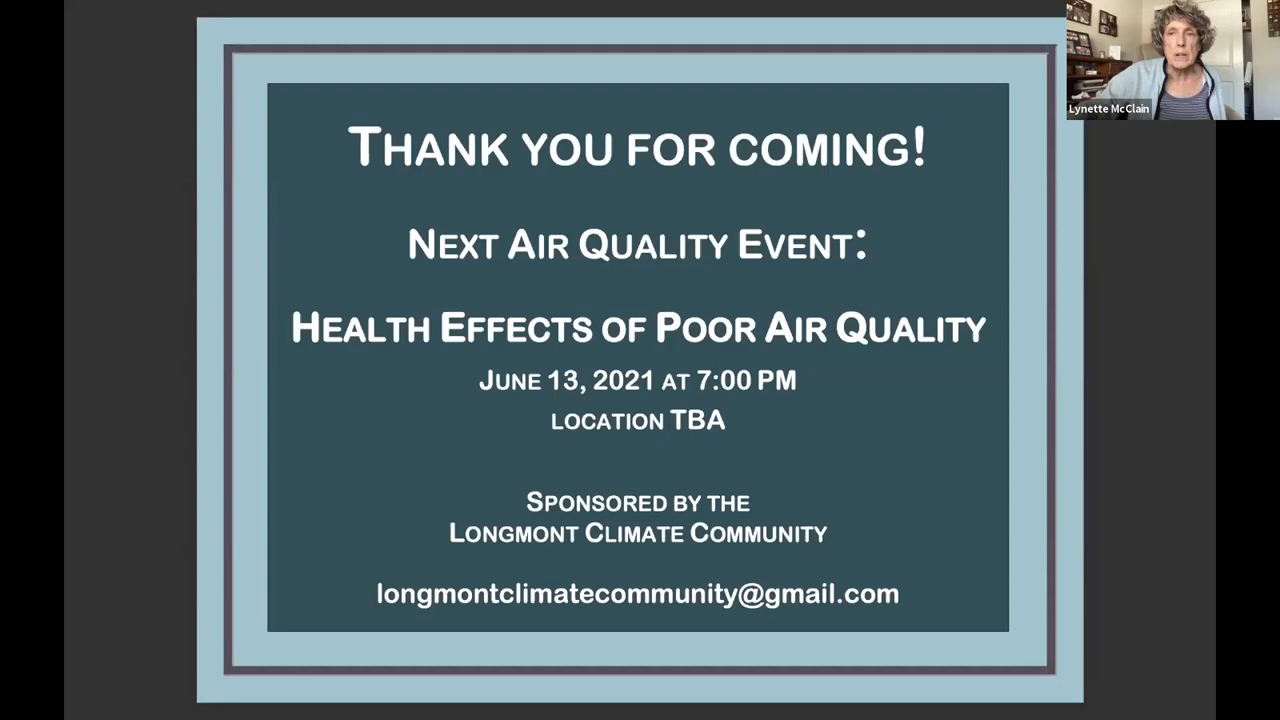 THANK YOU FOR COMING!
NEXT AIR QUALITY EVENT:
HEALTH EFFECTS OF POOR AIR QUALITY
JUNE 13, 2021 AT 7:00 PM
LOCATION TBA
SPONSORED BY THE
LONGMONT CLIMATE COMMUNITY
longmontclimatecommunity@gmail.com
Lynette McClain